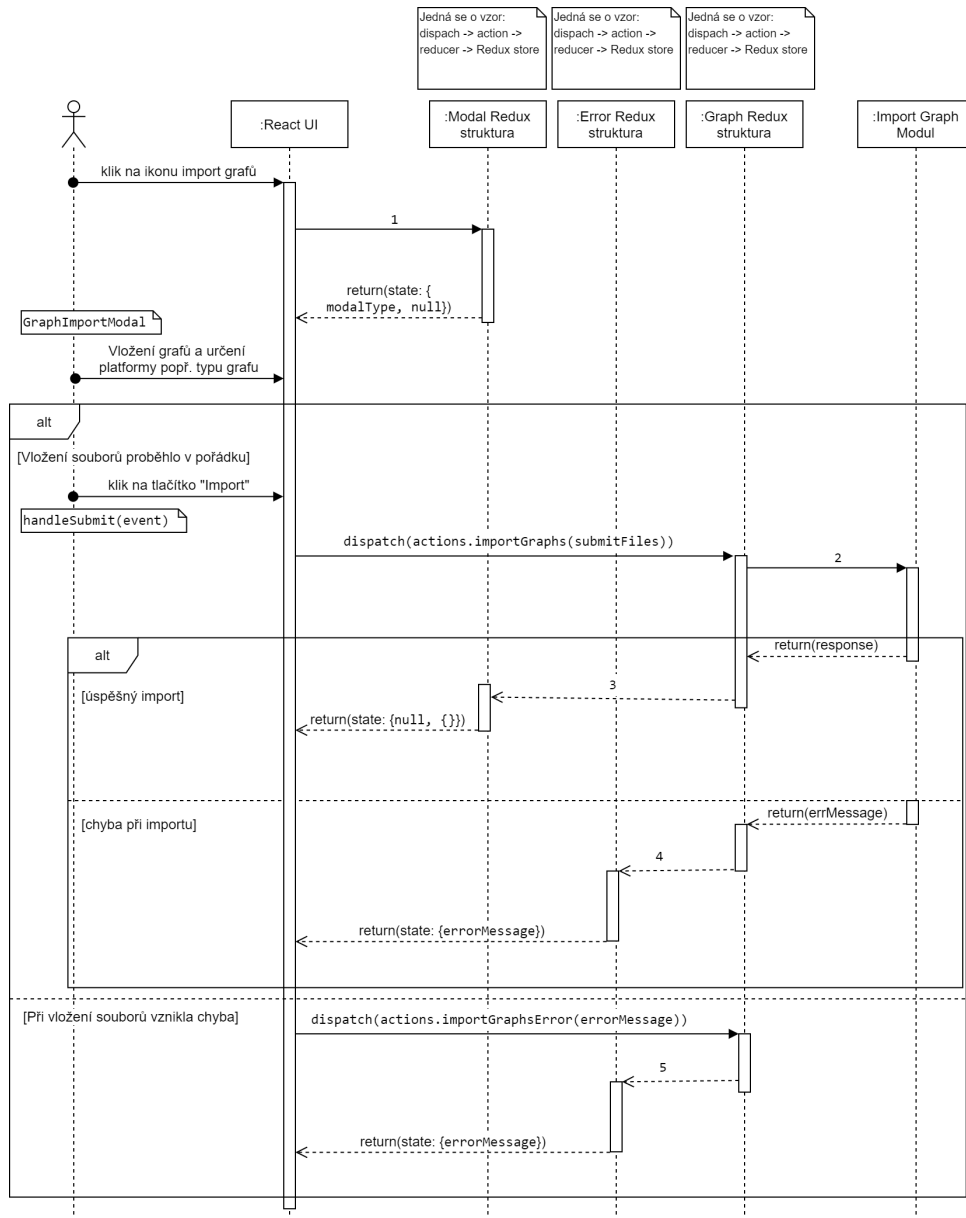 Jedná se o vzor:
dispach -> action ->
reducer -> Redux store
Jedná se o vzor:
dispach -> action ->
reducer -> Redux store
Jedná se o vzor:
dispach -> action ->
reducer -> Redux store
:React UI
:Modal Redux
struktura
:Error Redux
struktura
:Graph Redux
struktura
:Import Graph
Modul
klik na ikonu import grafů
1
return(state: {
modalType, null})
GraphImportModal
Vložení grafů a určení
platformy popř. typu grafu
alt
[Vložení souborů proběhlo v pořádku]
klik na tlačítko "Import"
handleSubmit(event)
dispatch(actions.importGraphs(submitFiles))
2
alt
return(response)
[úspěšný import]
3
return(state: {null, {}})
[chyba při importu]
return(errMessage)
4
return(state: {errorMessage})
[Při vložení souborů vznikla chyba]
dispatch(actions.importGraphsError(errorMessage))
5
return(state: {errorMessage})